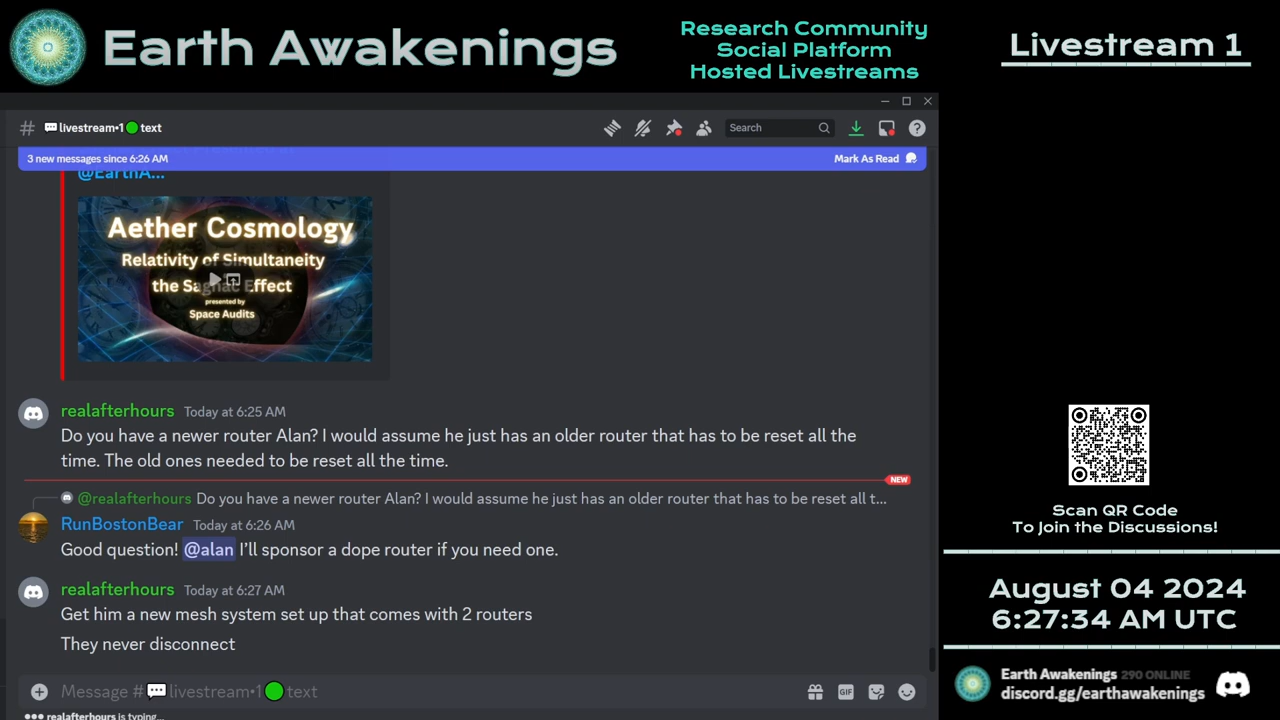 Earth Awakenings
Research Community
Social Platform
Hosted Livestreams
Livestream 1
livestream•1 text
Search
3 new messages since 6:26 AM
Mark As Read
@EarthA...
Aether Cosmology
Relativity of Simultaneity
the Sagnac Effect
presented by
Space Audits
realafterhours Today at 6:25 AM
Do you have a newer router Alan? I would assume he just has an older router that has to be reset all the
time. The old ones needed to be reset all the time.
NEW
@realafterhours Do you have a newer router Alan? I would assume he just has an older router that has to be reset all t...
RunBostonBear Today at 6:26 AM
Good question! @alan I’ll sponsor a dope router if you need one.
realafterhours Today at 6:27 AM
Get him a new mesh system set up that comes with 2 routers
They never disconnect
Message # livestream•1 text
GIF
realafterhours is typing...
Scan QR Code
To Join the Discussions!
August 04 2024
6:27:34 AM UTC
Earth Awakenings 290 ONLINE
discord.gg/earthawakenings